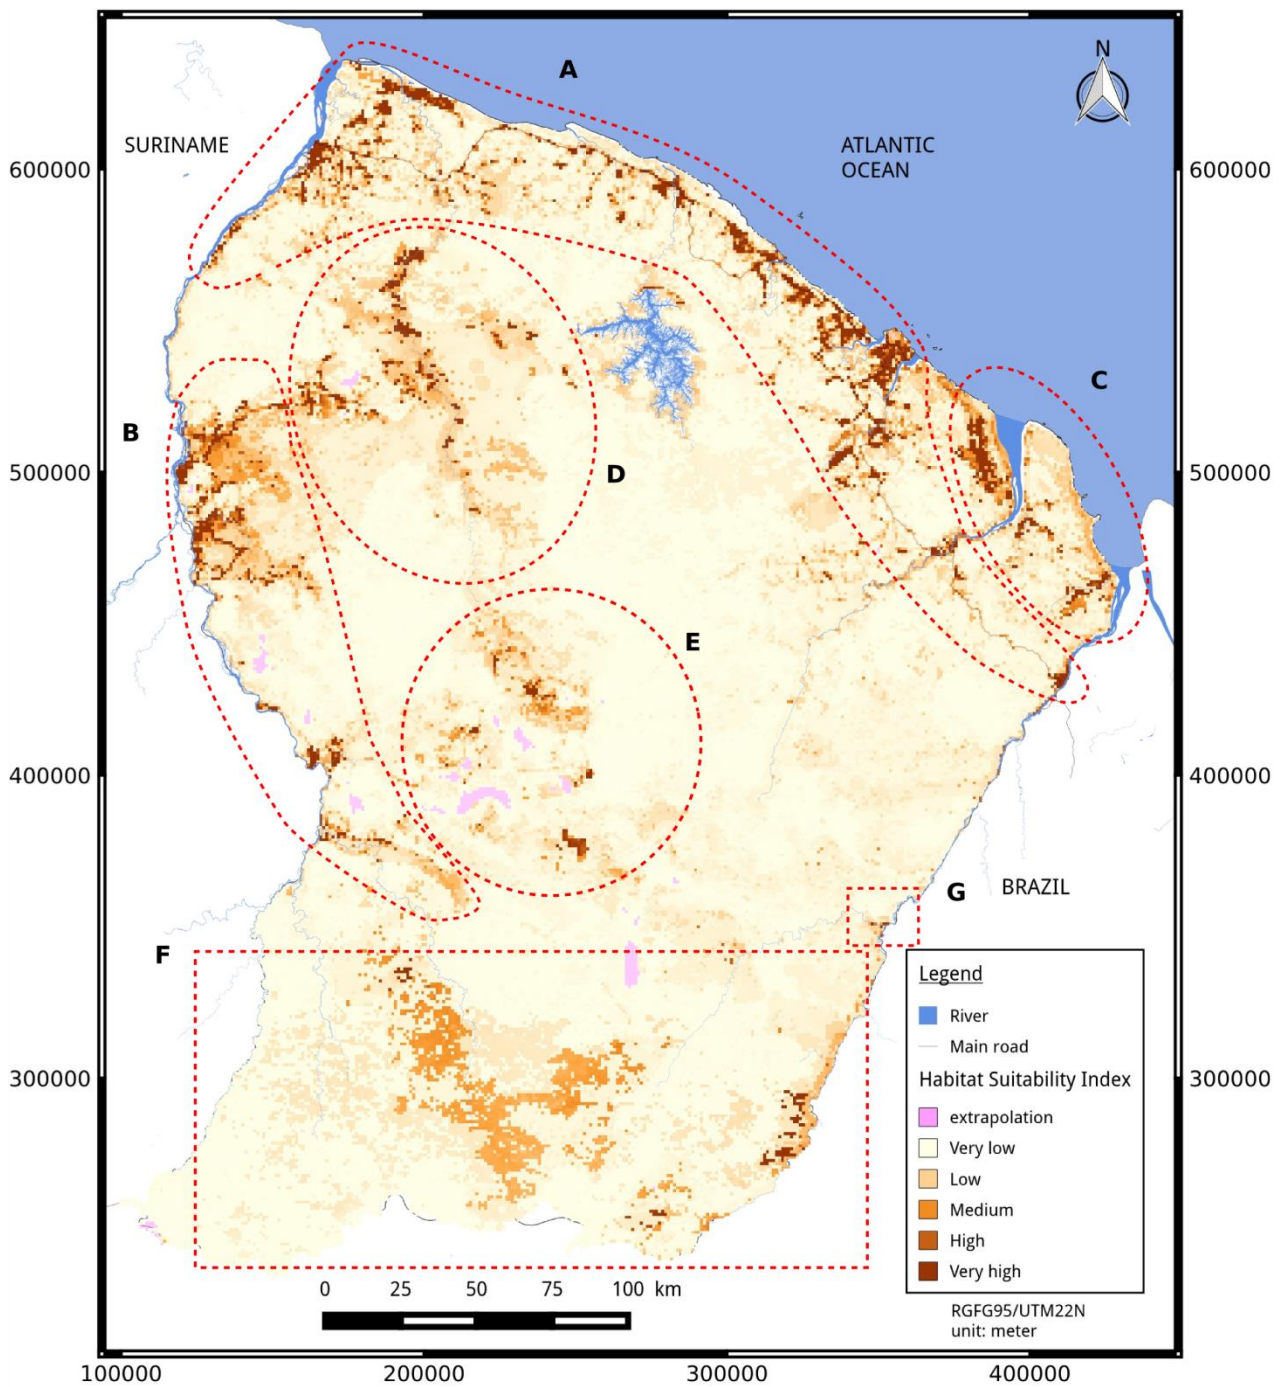 A
N
SURINAME
ATLANTIC
OCEAN
600000
600000
C
B
D
500000
500000
E
400000
400000
BRAZIL
G
F
Legend
River
Main road
Habitat Suitability Index
extrapolation
Very low
Low
Medium
High
Very high
300000
300000
0 25 50 75 100 km
RGFG95/UTM22N
unit: meter
100000 200000 300000 400000